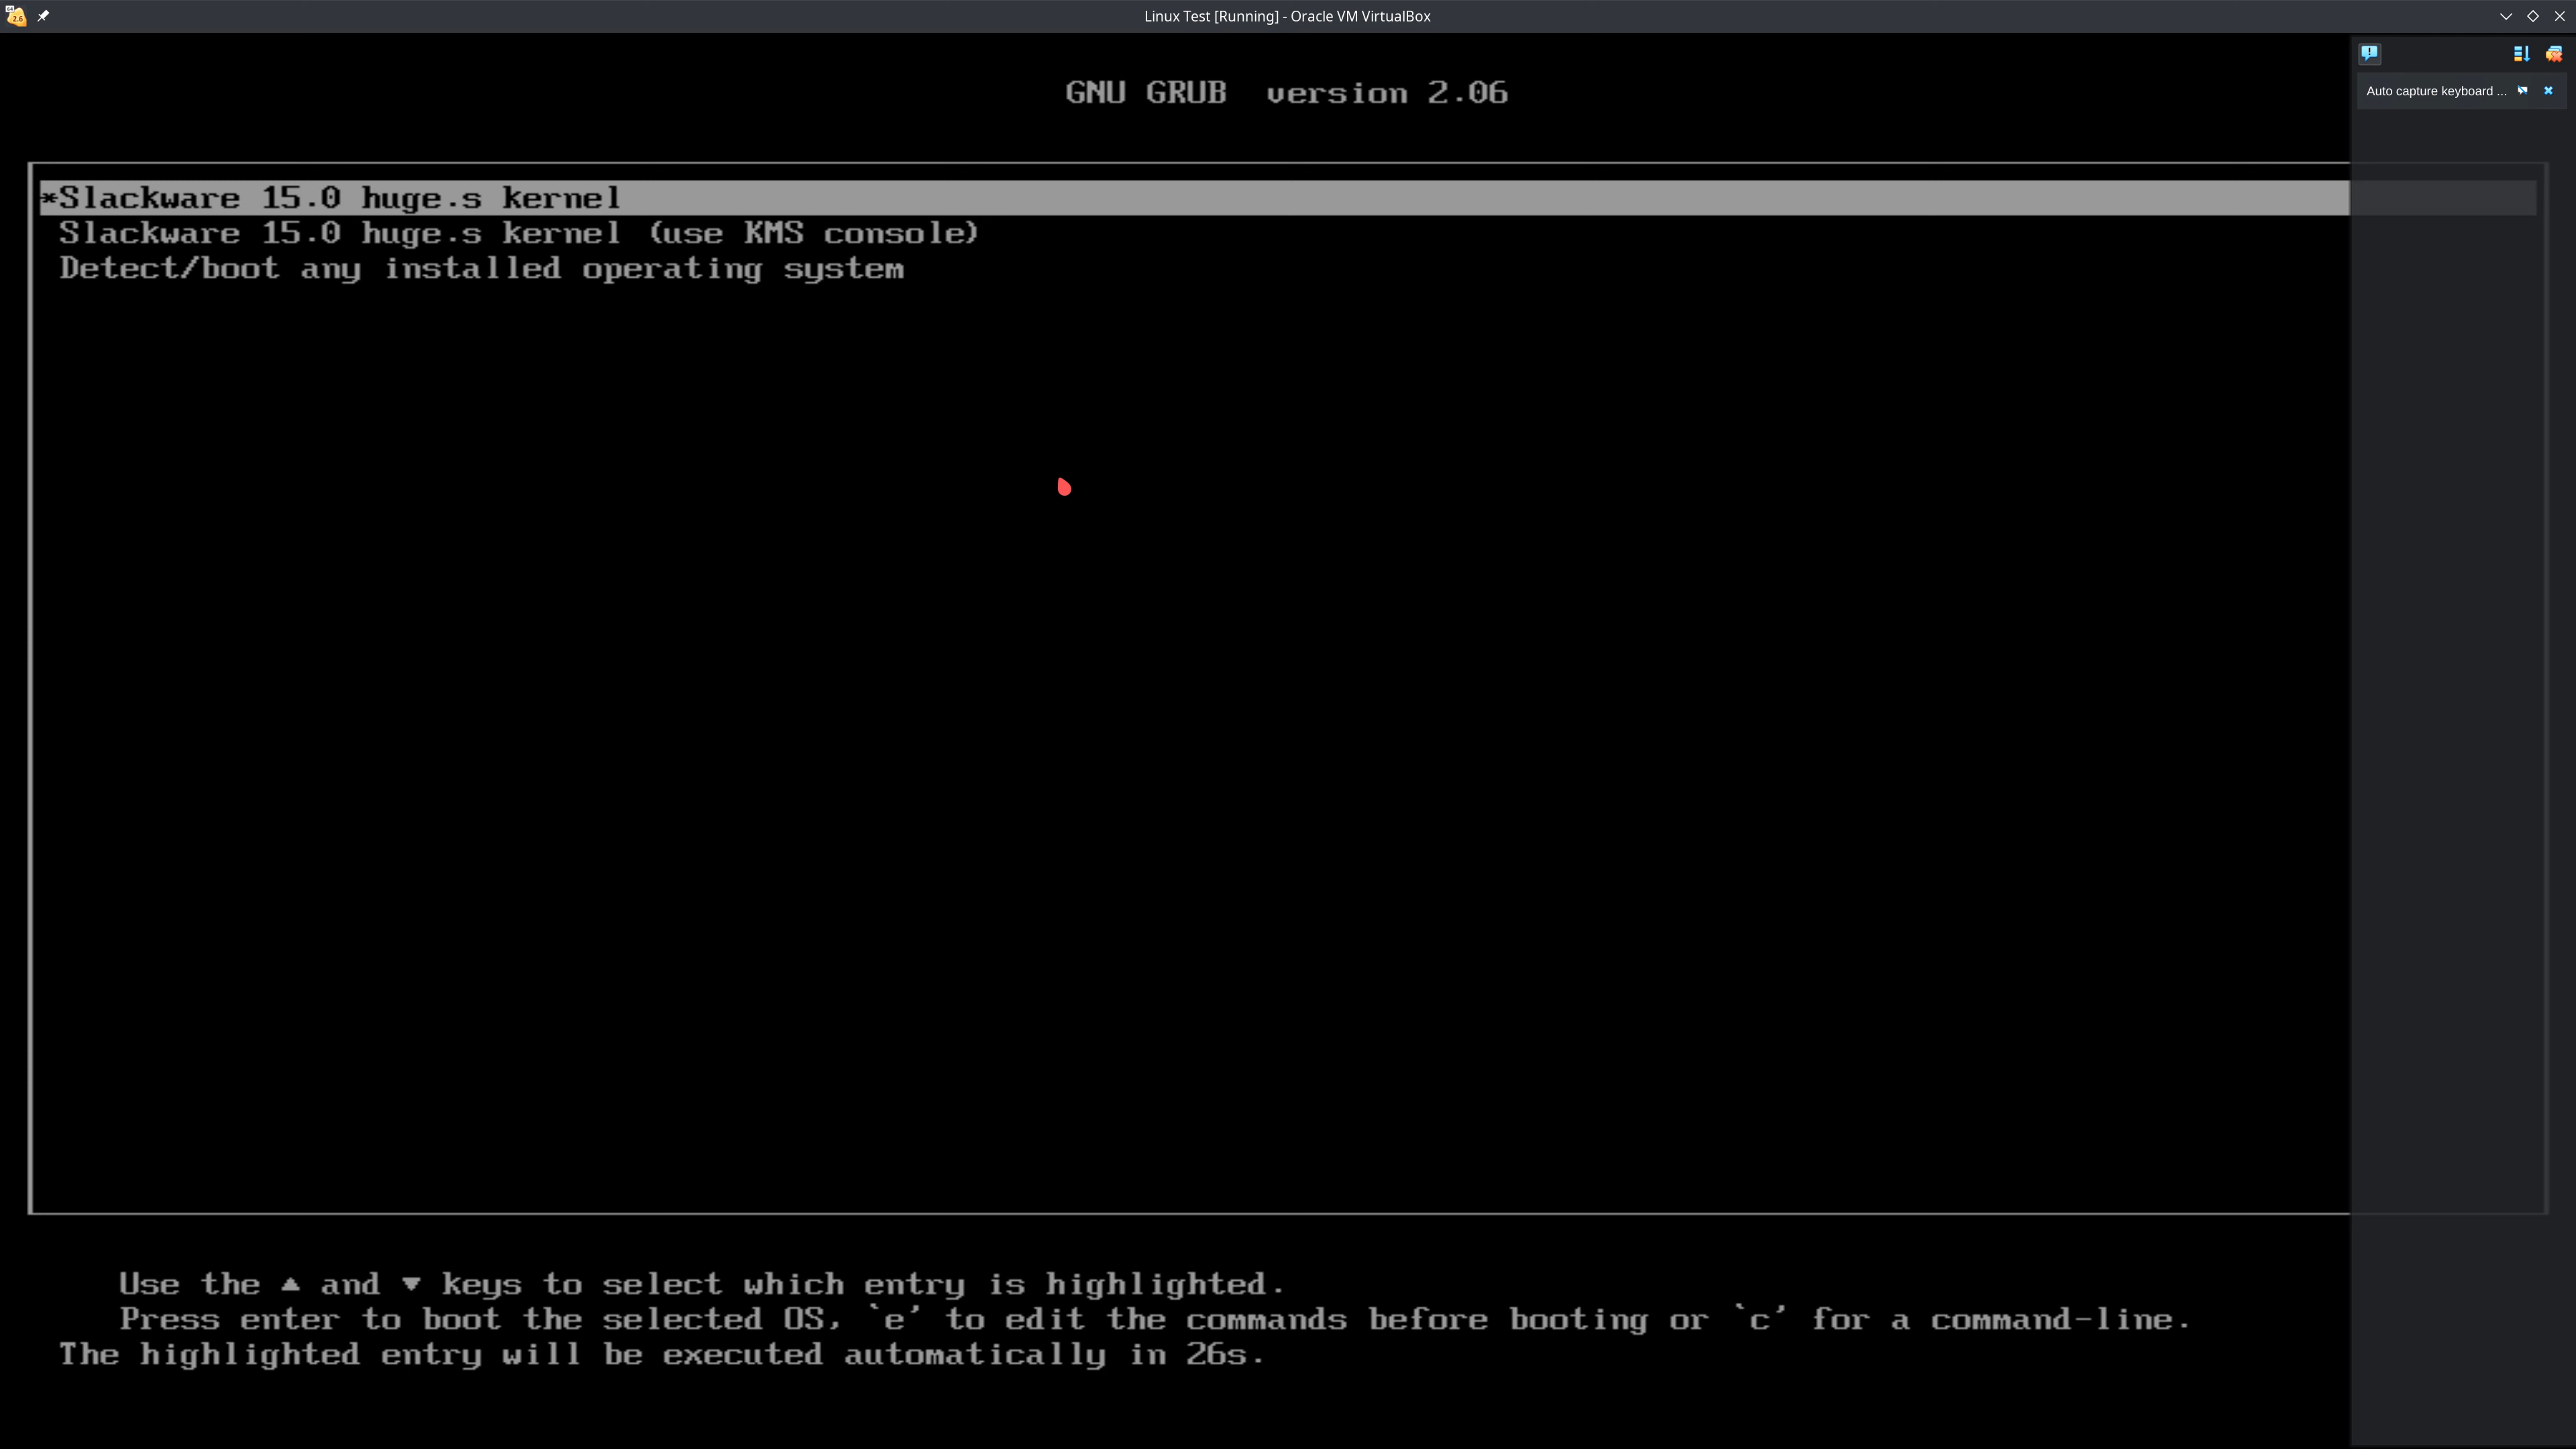 Linux Test [Running] - Oracle VM VirtualBox
Auto capture keyboard ...
GNU GRUB version 2.06
*Slackware 15.0 huge.s kernel
Slackware 15.0 huge.s kernel (use KMS console)
Detect/boot any installed operating system
Use the ▲ and ▼ keys to select which entry is highlighted.
Press enter to boot the selected OS, `e' to edit the commands before booting or `c' for a command-line.
The highlighted entry will be executed automatically in 26s.